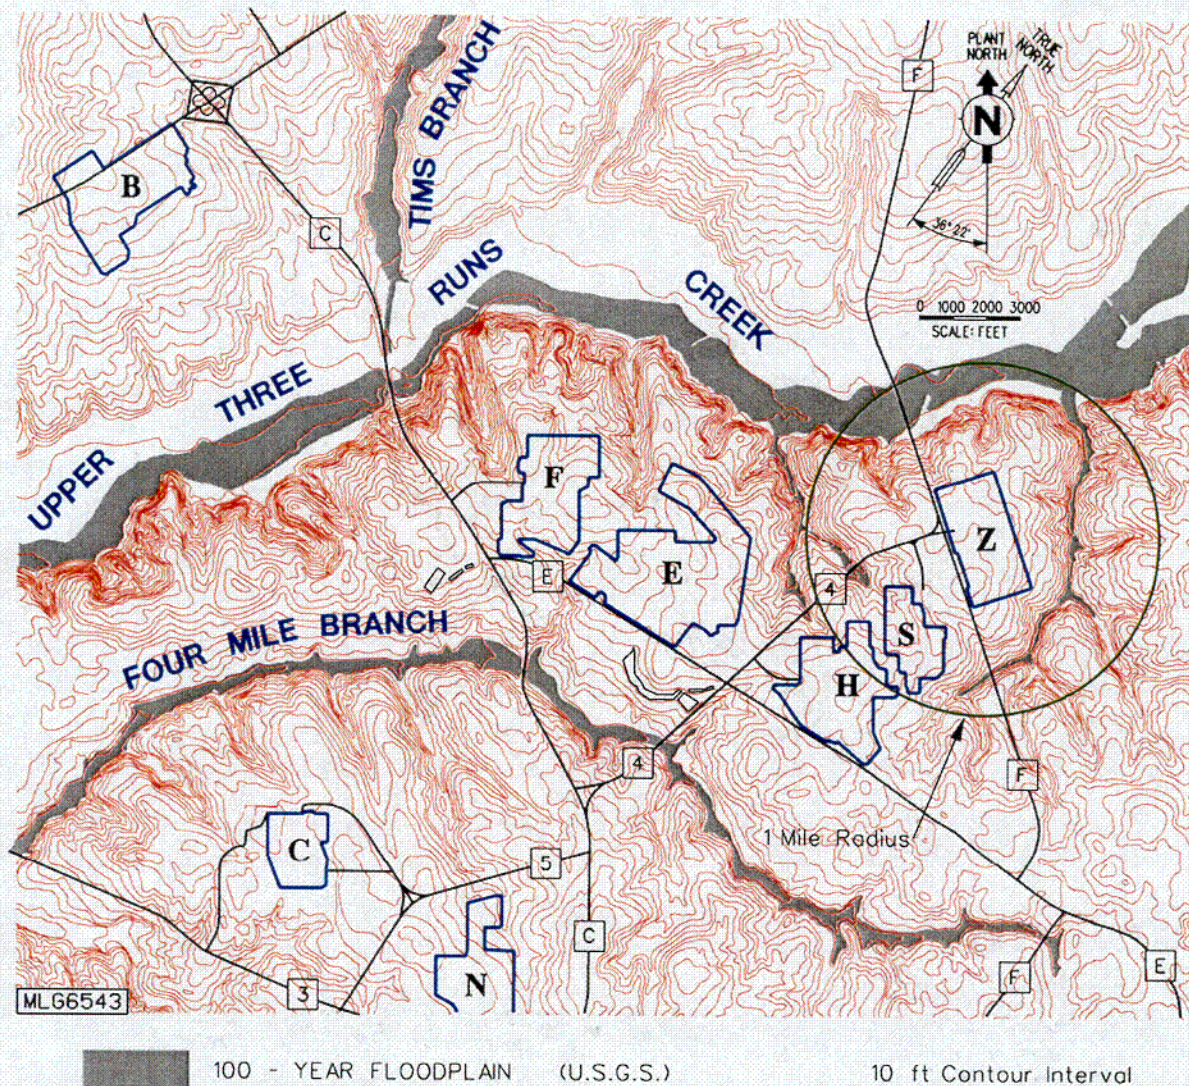 TIMS BRANCH
PLANT NORTH
TRUE NORTH
F
N
B
C
36° 22'
RUNS
CREEK
0 1000 2000 3000
SCALE: FEET
THREE
UPPER
F
E
Z
E
4
S
FOUR MILE BRANCH
H
4
F
1 Mile Radius
C
5
C
N
F
E
3
MLG6543
100 - YEAR FLOODPLAIN (U.S.G.S.)
10 ft Contour Interval